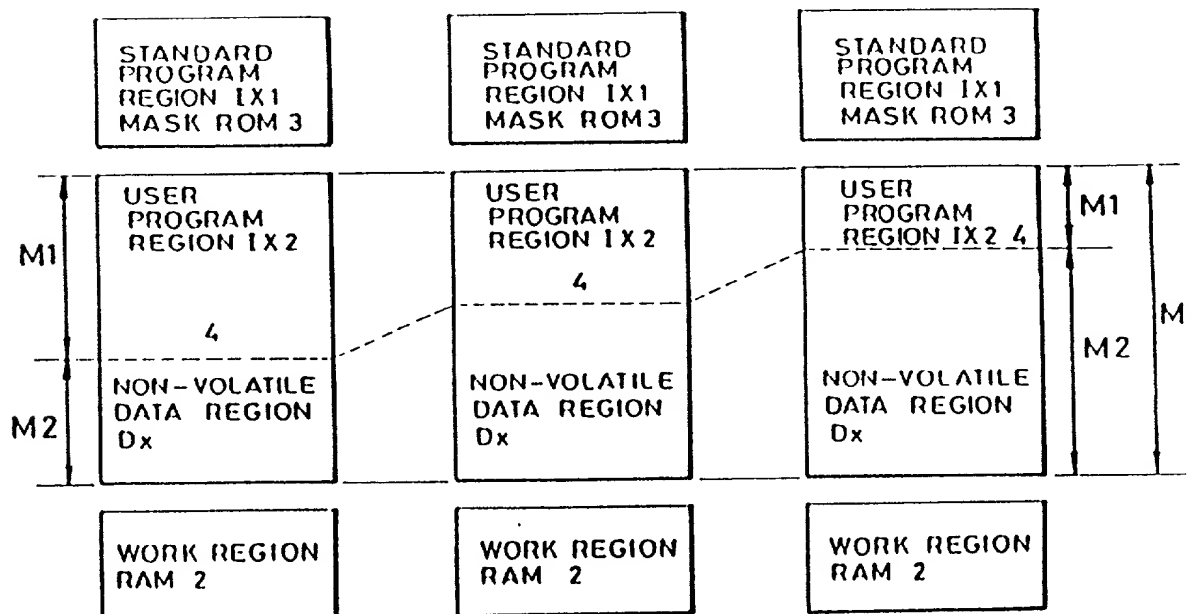 STANDARD
PROGRAM
REGION IX1
MASK ROM 3
STANDARD
PROGRAM
REGION IX1
MASK ROM3
STANDARD
PROGRAM
REGION IX1
MASK ROM 3
M1
M2
USER
PROGRAM
REGION IX2
4
NON-VOLATILE
DATA REGION
Dx
USER
PROGRAM
REGION IX2
4
NON-VOLATILE
DATA REGION
Dx
USER
PROGRAM
REGION IX2 4
NON-VOLATILE
DATA REGION
Dx
M1
M2
M
WORK REGION
RAM 2
WORK REGION
RAM 2
WORK REGION
RAM 2